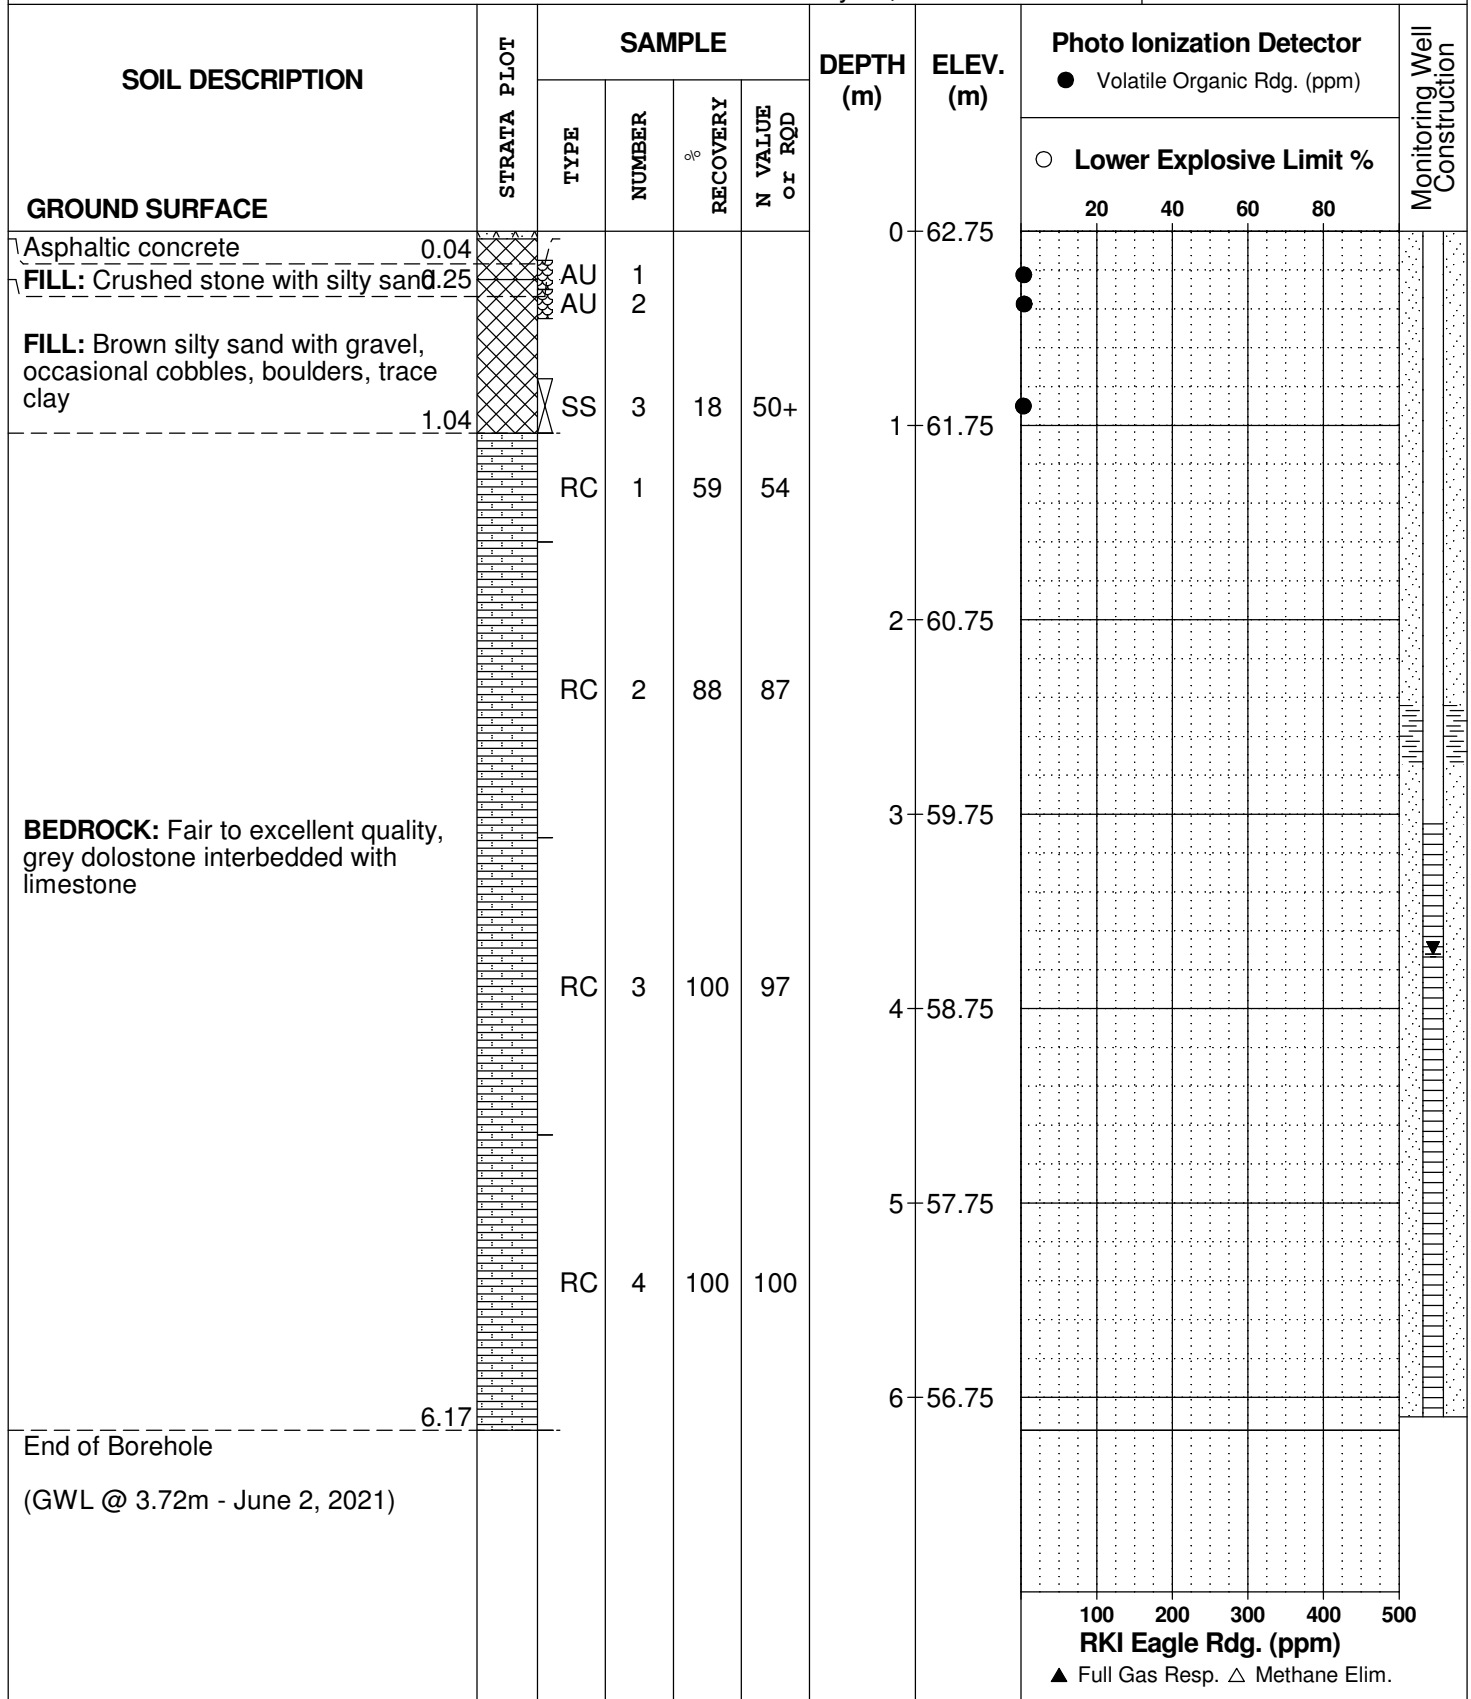 SOIL DESCRIPTION
GROUND SURFACE
STRATA PLOT
SAMPLE
TYPE
NUMBER
%
RECOVERY
N VALUE
or RQD
DEPTH
(m)
ELEV.
(m)
Photo Ionization Detector
● Volatile Organic Rdg. (ppm)
○ Lower Explosive Limit %
20 40 60 80
Monitoring Well
Construction
0 62.75
Asphaltic concrete 0.04
FILL: Crushed stone with silty sand 0.25
AU 1
AU 2
FILL: Brown silty sand with gravel,
occasional cobbles, boulders, trace
clay
1.04
SS 3 18 50+
1 61.75
RC 1 59 54
2 60.75
RC 2 88 87
3 59.75
BEDROCK: Fair to excellent quality,
grey dolostone interbedded with
limestone
RC 3 100 97
4 58.75
5 57.75
RC 4 100 100
6 56.75
6.17
End of Borehole
(GWL @ 3.72m - June 2, 2021)
100 200 300 400 500
RKI Eagle Rdg. (ppm)
▲ Full Gas Resp. △ Methane Elim.